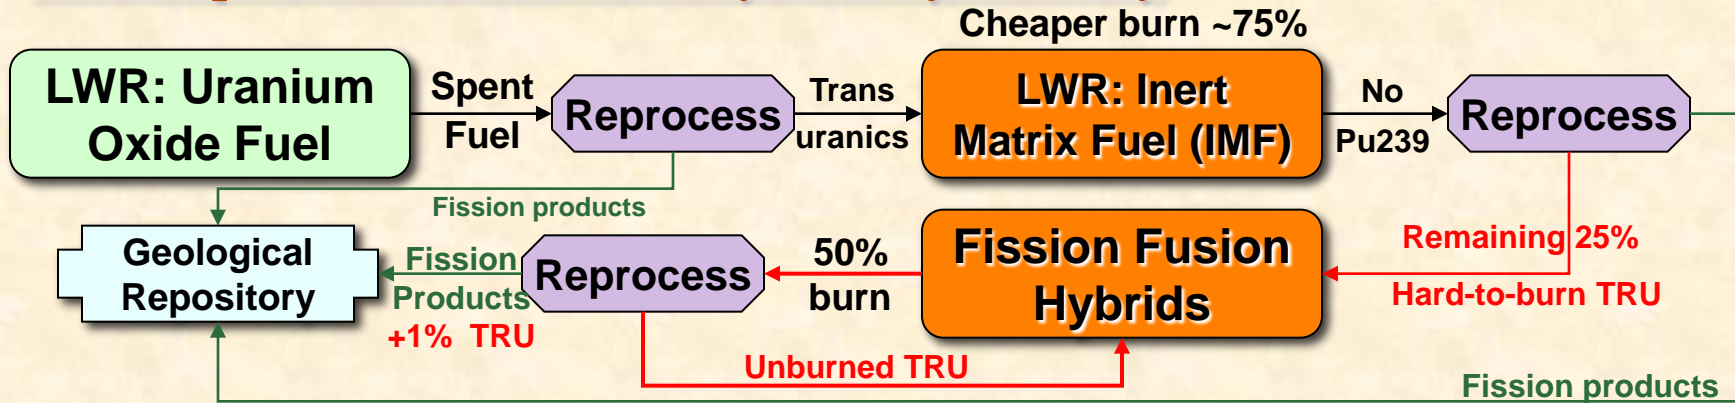 Cheaper burn ~75%
LWR: Uranium
Oxide Fuel
Spent
Fuel
Reprocess
Trans
uranics
LWR: Inert
Matrix Fuel (IMF)
No
Pu239
Reprocess
Fission products
Geological
Repository
Fission
Products
+1% TRU
Reprocess
50%
burn
Fission Fusion
Hybrids
Remaining 25%
Hard-to-burn TRU
Unburned TRU
Fission products